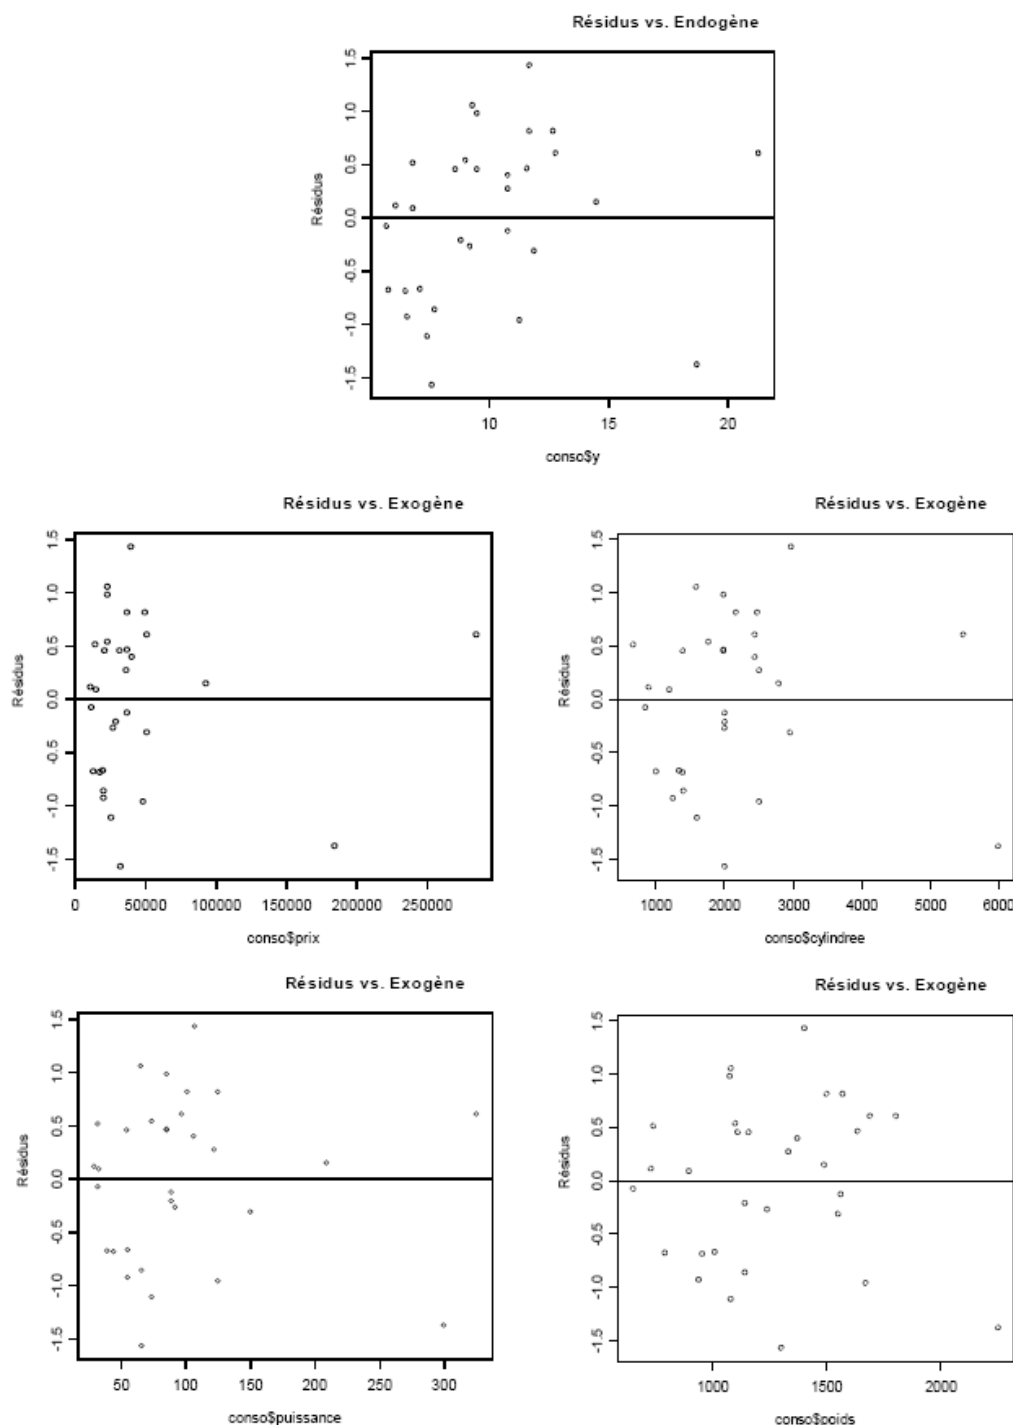 Résidus vs. Endogène
1.5
1.0
0.5
0.0
-0.5
-1.0
-1.5
Résidus
10 15 20
conso$y
Résidus vs. Exogène
1.5
1.0
0.5
0.0
-0.5
-1.0
-1.5
Résidus
0 50000 100000 150000 200000 250000
conso$prix
Résidus vs. Exogène
1.5
1.0
0.5
0.0
-0.5
-1.0
-1.5
Résidus
1000 2000 3000 4000 5000 6000
conso$cylindree
Résidus vs. Exogène
1.5
1.0
0.5
0.0
-0.5
-1.0
-1.5
Résidus
50 100 150 200 250 300
conso$puissance
Résidus vs. Exogène
1.5
1.0
0.5
0.0
-0.5
-1.0
-1.5
Résidus
1000 1500 2000
conso$poids